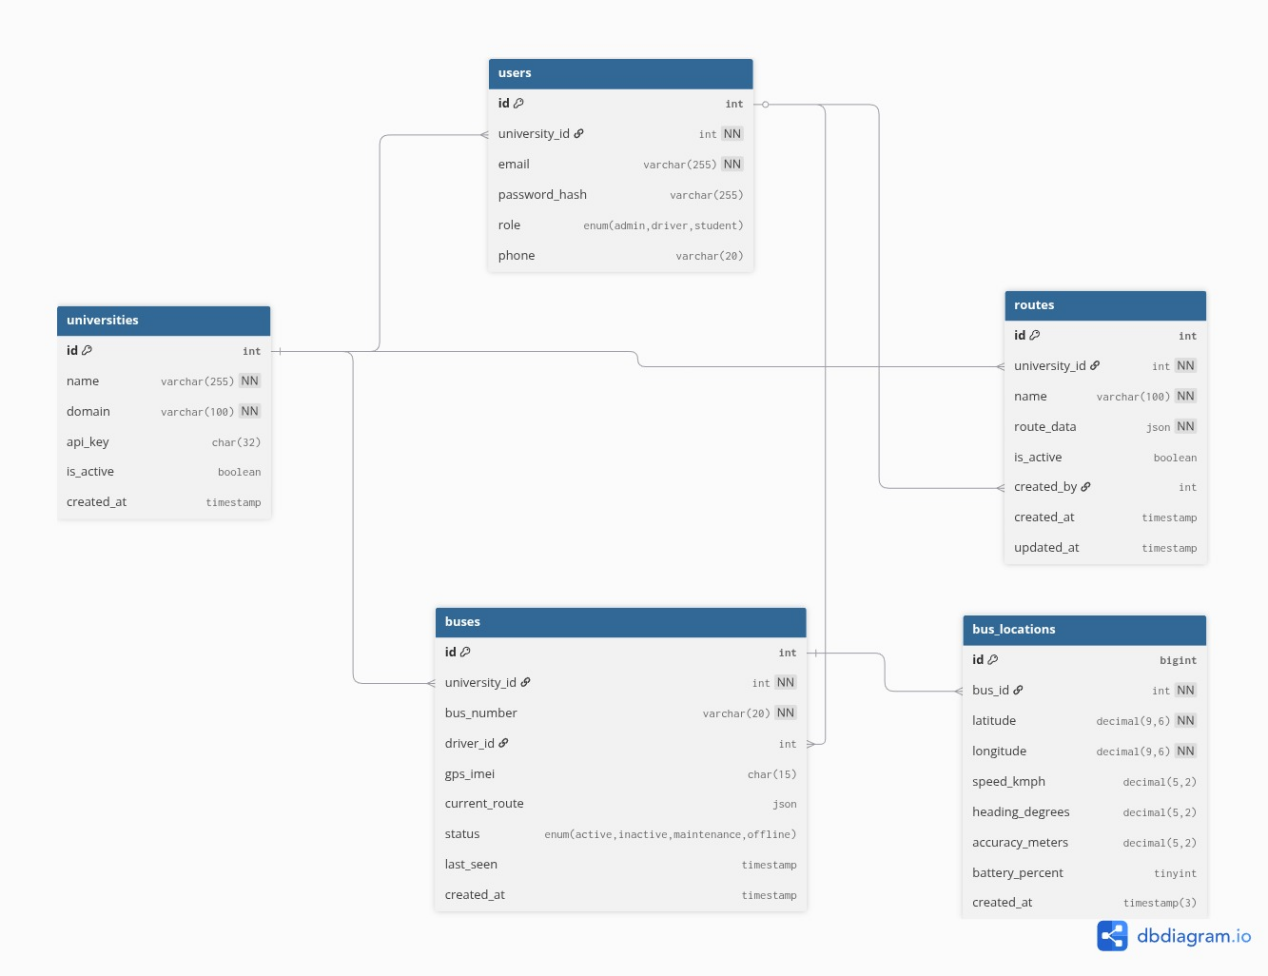 users
id int
university_id int NN
email varchar(255) NN
password_hash varchar(255)
role enum(admin,driver,student)
phone varchar(20)
universities
id int
name varchar(255) NN
domain varchar(100) NN
api_key char(32)
is_active boolean
created_at timestamp
routes
id int
university_id int NN
name varchar(100) NN
route_data json NN
is_active boolean
created_by int
created_at timestamp
updated_at timestamp
buses
id int
university_id int NN
bus_number varchar(20) NN
driver_id int
gps_imei char(15)
current_route json
status enum(active,inactive,maintenance,offline)
last_seen timestamp
created_at timestamp
bus_locations
id bigint
bus_id int NN
latitude decimal(9,6) NN
longitude decimal(9,6) NN
speed_kmph decimal(5,2)
heading_degrees decimal(5,2)
accuracy_meters decimal(5,2)
battery_percent tinyint
created_at timestamp(3)
dbdiagram.io